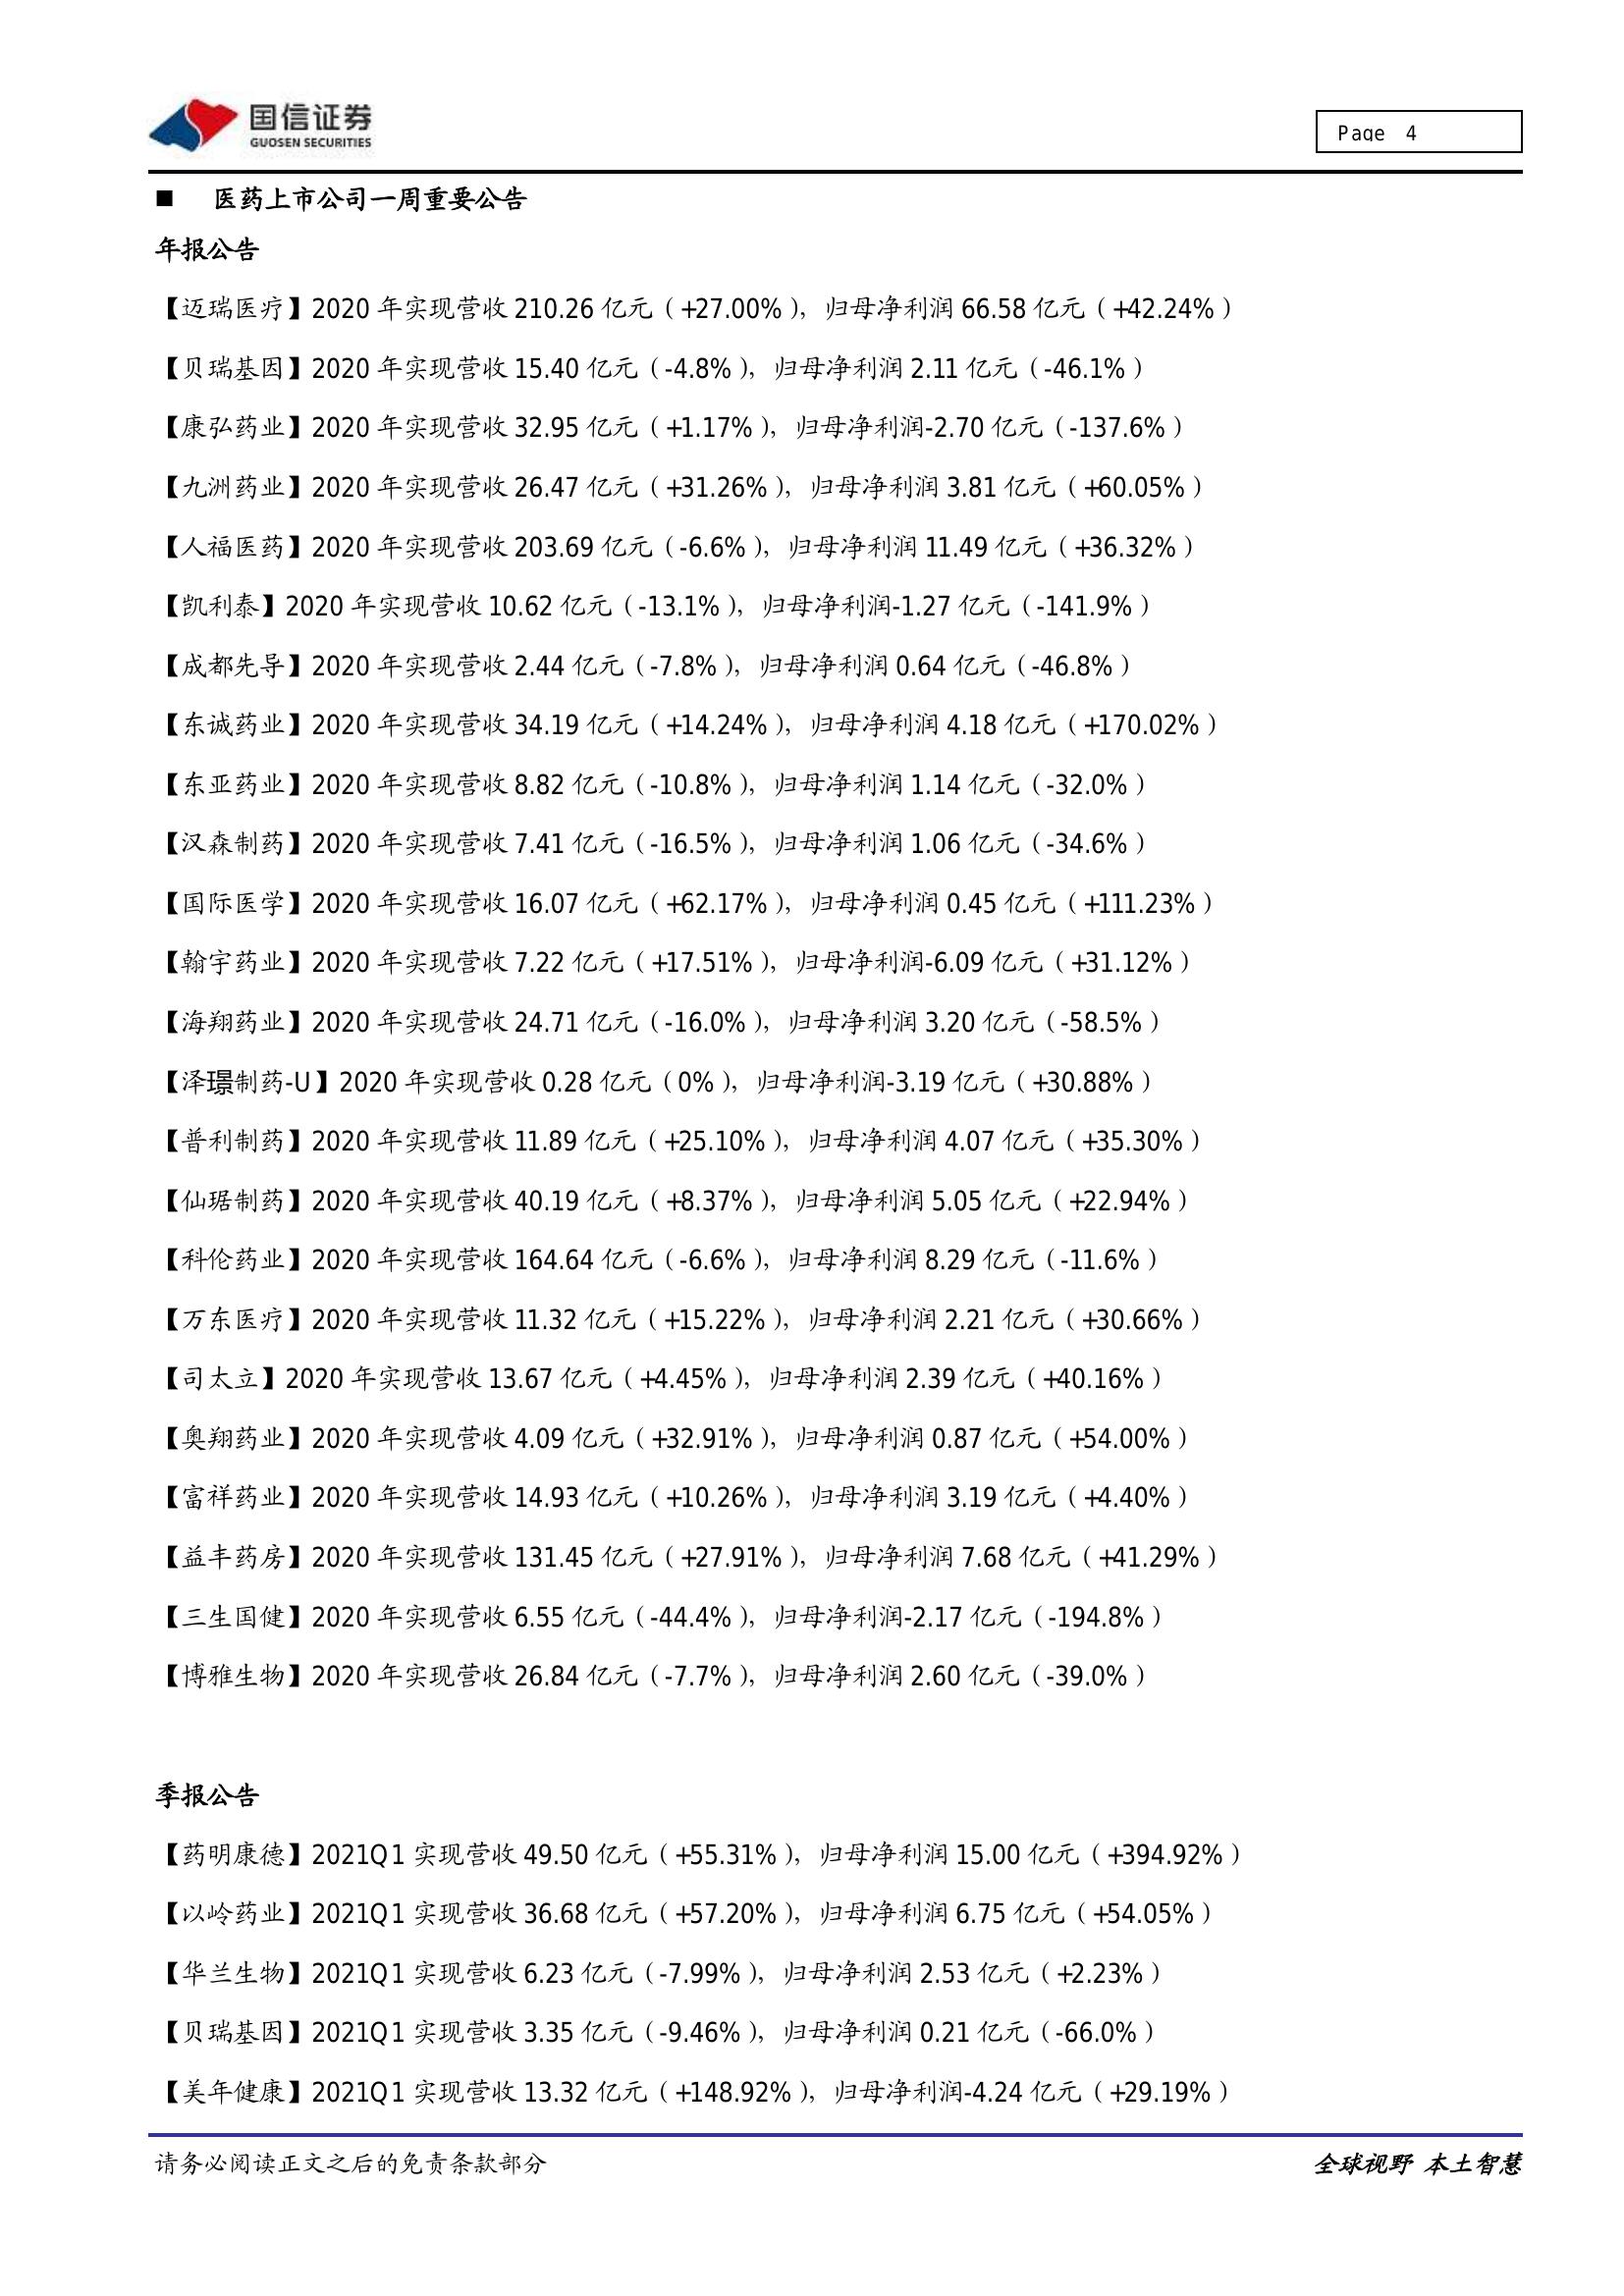 国信证券
GUOSEN SECURITIES
Page 4
■ 医药上市公司一周重要公告
年报公告
【迈瑞医疗】2020 年实现营收 210.26 亿元（+27.00%），归母净利润 66.58 亿元（+42.24%）
【贝瑞基因】2020 年实现营收 15.40 亿元（-4.8%），归母净利润 2.11 亿元（-46.1%）
【康弘药业】2020 年实现营收 32.95 亿元（+1.17%），归母净利润-2.70 亿元（-137.6%）
【九洲药业】2020 年实现营收 26.47 亿元（+31.26%），归母净利润 3.81 亿元（+60.05%）
【人福医药】2020 年实现营收 203.69 亿元（-6.6%），归母净利润 11.49 亿元（+36.32%）
【凯利泰】2020 年实现营收 10.62 亿元（-13.1%），归母净利润-1.27 亿元（-141.9%）
【成都先导】2020 年实现营收 2.44 亿元（-7.8%），归母净利润 0.64 亿元（-46.8%）
【东诚药业】2020 年实现营收 34.19 亿元（+14.24%），归母净利润 4.18 亿元（+170.02%）
【东亚药业】2020 年实现营收 8.82 亿元（-10.8%），归母净利润 1.14 亿元（-32.0%）
【汉森制药】2020 年实现营收 7.41 亿元（-16.5%），归母净利润 1.06 亿元（-34.6%）
【国际医学】2020 年实现营收 16.07 亿元（+62.17%），归母净利润 0.45 亿元（+111.23%）
【翰宇药业】2020 年实现营收 7.22 亿元（+17.51%），归母净利润-6.09 亿元（+31.12%）
【海翔药业】2020 年实现营收 24.71 亿元（-16.0%），归母净利润 3.20 亿元（-58.5%）
【泽璟制药-U】2020 年实现营收 0.28 亿元（0%），归母净利润-3.19 亿元（+30.88%）
【普利制药】2020 年实现营收 11.89 亿元（+25.10%），归母净利润 4.07 亿元（+35.30%）
【仙琚制药】2020 年实现营收 40.19 亿元（+8.37%），归母净利润 5.05 亿元（+22.94%）
【科伦药业】2020 年实现营收 164.64 亿元（-6.6%），归母净利润 8.29 亿元（-11.6%）
【万东医疗】2020 年实现营收 11.32 亿元（+15.22%），归母净利润 2.21 亿元（+30.66%）
【司太立】2020 年实现营收 13.67 亿元（+4.45%），归母净利润 2.39 亿元（+40.16%）
【奥翔药业】2020 年实现营收 4.09 亿元（+32.91%），归母净利润 0.87 亿元（+54.00%）
【富祥药业】2020 年实现营收 14.93 亿元（+10.26%），归母净利润 3.19 亿元（+4.40%）
【益丰药房】2020 年实现营收 131.45 亿元（+27.91%），归母净利润 7.68 亿元（+41.29%）
【三生国健】2020 年实现营收 6.55 亿元（-44.4%），归母净利润-2.17 亿元（-194.8%）
【博雅生物】2020 年实现营收 26.84 亿元（-7.7%），归母净利润 2.60 亿元（-39.0%）
季报公告
【药明康德】2021Q1 实现营收 49.50 亿元（+55.31%），归母净利润 15.00 亿元（+394.92%）
【以岭药业】2021Q1 实现营收 36.68 亿元（+57.20%），归母净利润 6.75 亿元（+54.05%）
【华兰生物】2021Q1 实现营收 6.23 亿元（-7.99%），归母净利润 2.53 亿元（+2.23%）
【贝瑞基因】2021Q1 实现营收 3.35 亿元（-9.46%），归母净利润 0.21 亿元（-66.0%）
【美年健康】2021Q1 实现营收 13.32 亿元（+148.92%），归母净利润-4.24 亿元（+29.19%）
请务必阅读正文之后的免责条款部分
全球视野 本土智慧